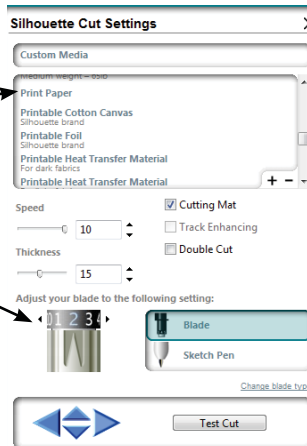 Silhouette Cut Settings
Custom Media
Medium weight - 65lb
Print Paper
Printable Cotton Canvas
Silhouette brand
Printable Foil
Silhouette brand
Printable Heat Transfer Material
For dark fabrics
Printable Heat Transfer Material
+ -
Speed
10
Cutting Mat
Track Enhancing
Double Cut
Thickness
15
Adjust your blade to the following setting:
1 2 3
Blade
Sketch Pen
Change blade typ
Test Cut